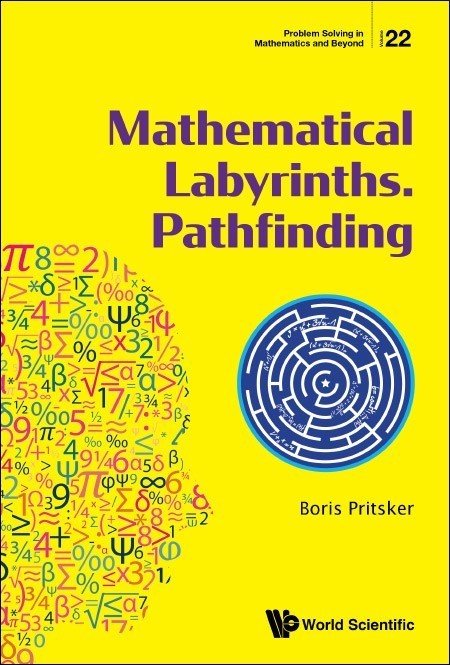 Problem Solving in
Mathematics and Beyond
Volume 22
Mathematical
Labyrinths.
Pathfinding
Boris Pritsker
World Scientific